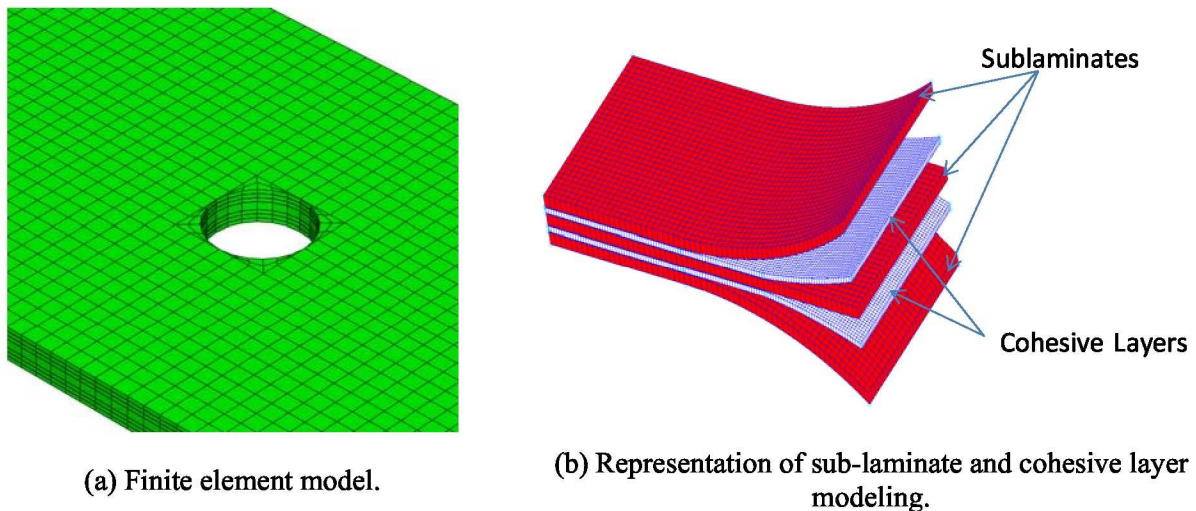 Sublaminates
Cohesive Layers
(a) Finite element model.
(b) Representation of sub-laminate and cohesive layer
modeling.